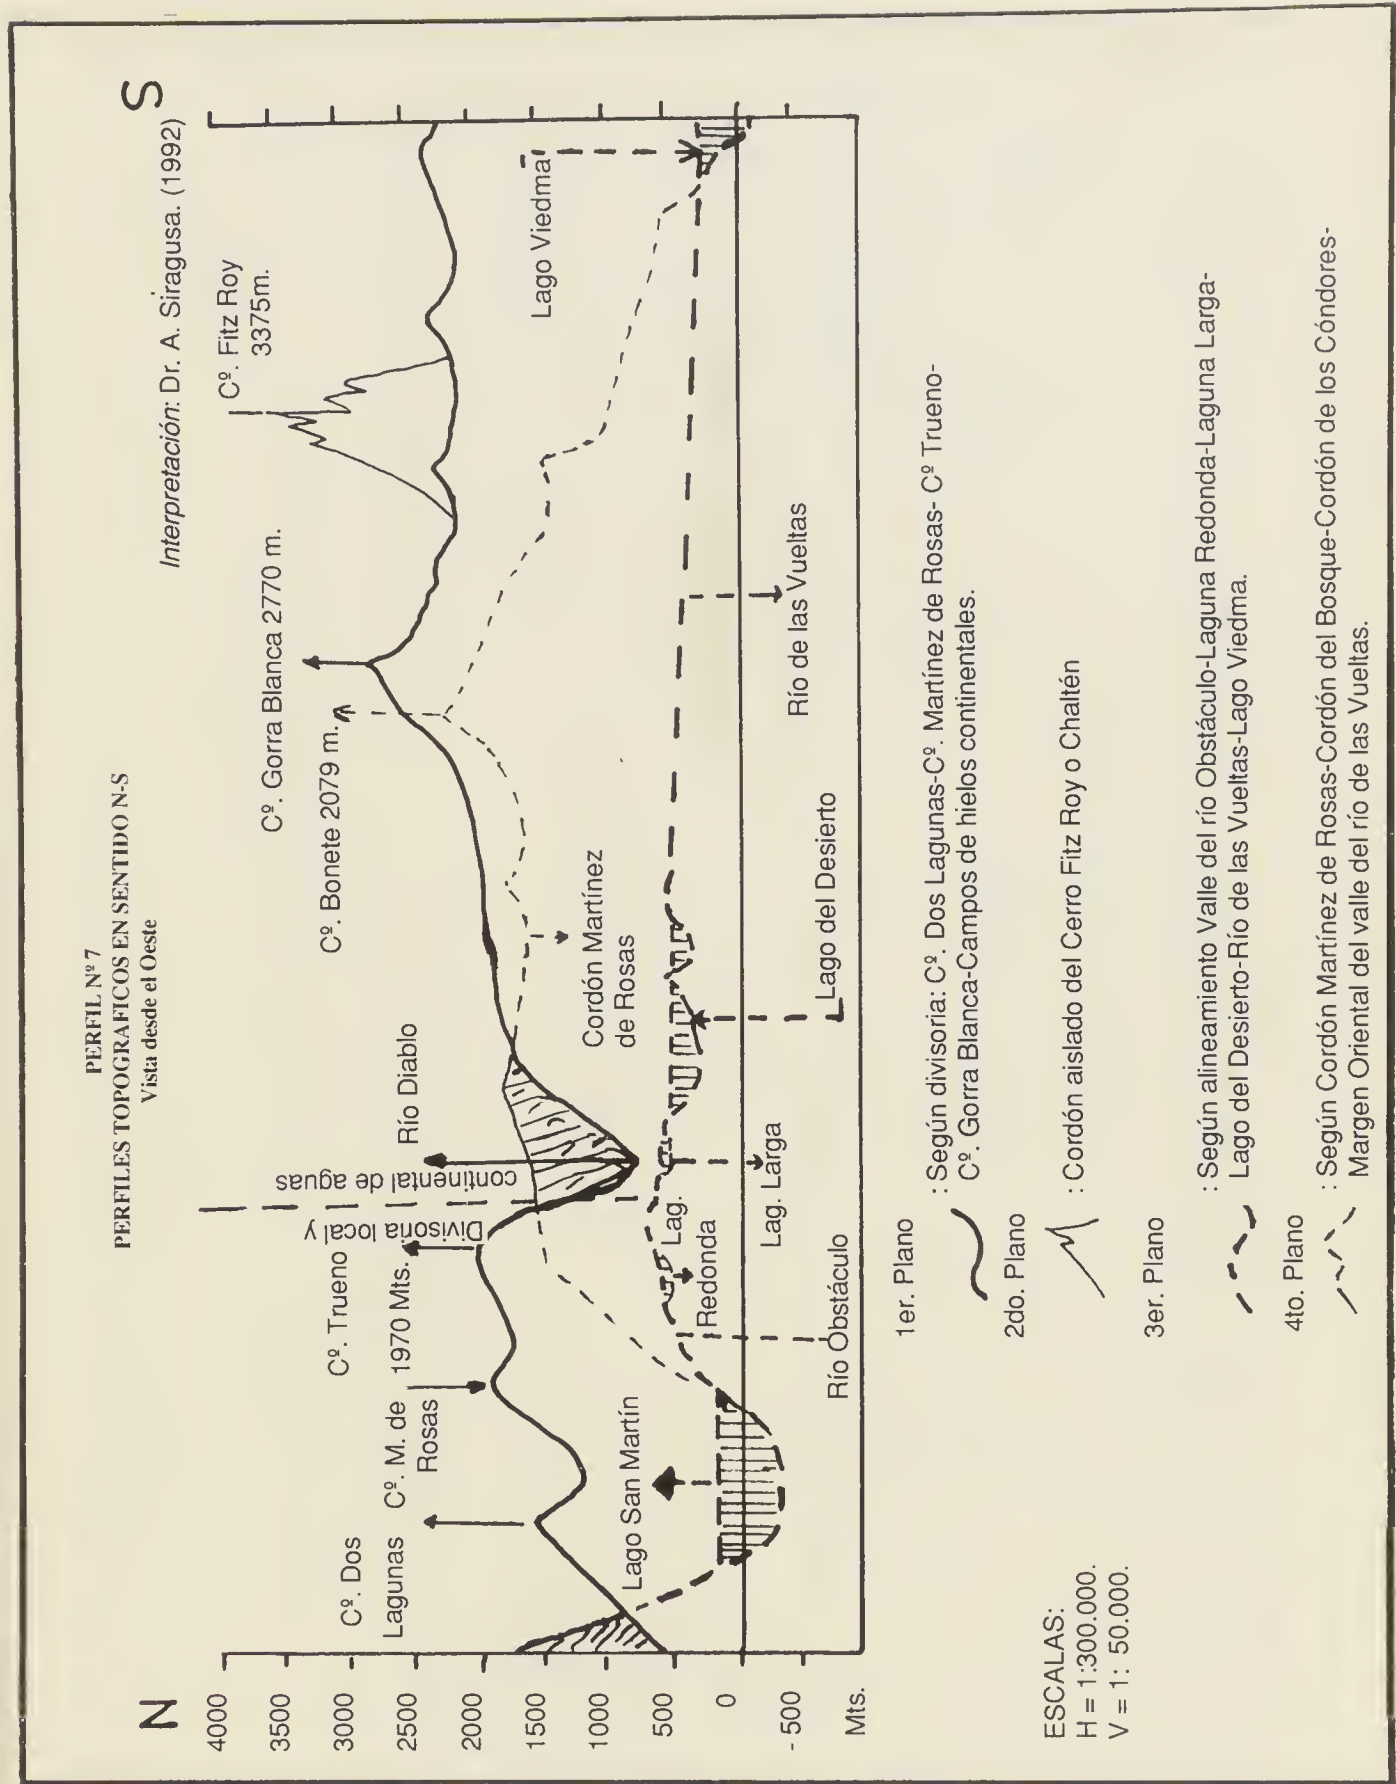 PERFIL Nº 7
PERFILES TOPOGRAFICOS EN SENTIDO N-S
Vista desde el Oeste
N
S
Interpretación: Dr. A. Siragusa. (1992)
Cº. Fitz Roy
3375m.
Cº. Gorra Blanca 2770 m.
Cº. Bonete 2079 m.
Cº. Dos
Lagunas
Cº. M. de
Rosas
1970 Mts.
Cº. Trueno
Divisoria local y
continental de aguas
Río Diablo
Cordón Martínez
de Rosas
Lago Viedma
Lago San Martín
Lag.
Redonda
Lag. Larga
Río Obstáculo
Lago del Desierto
Río de las Vueltas
4000
3500
3000
2500
2000
1500
1000
500
0
- 500
Mts.
1er. Plano
: Según divisoria: Cº. Dos Lagunas-Cº. Martínez de Rosas- Cº Trueno-
Cº. Gorra Blanca-Campos de hielos continentales.
2do. Plano
: Cordón aislado del Cerro Fitz Roy o Chaltén
3er. Plano
: Según alineamiento Valle del río Obstáculo-Laguna Redonda-Laguna Larga-
Lago del Desierto-Río de las Vueltas-Lago Viedma.
4to. Plano
: Según Cordón Martínez de Rosas-Cordón del Bosque-Cordón de los Cóndores-
Margen Oriental del valle del río de las Vueltas.
ESCALAS:
H = 1:300.000.
V = 1: 50.000.